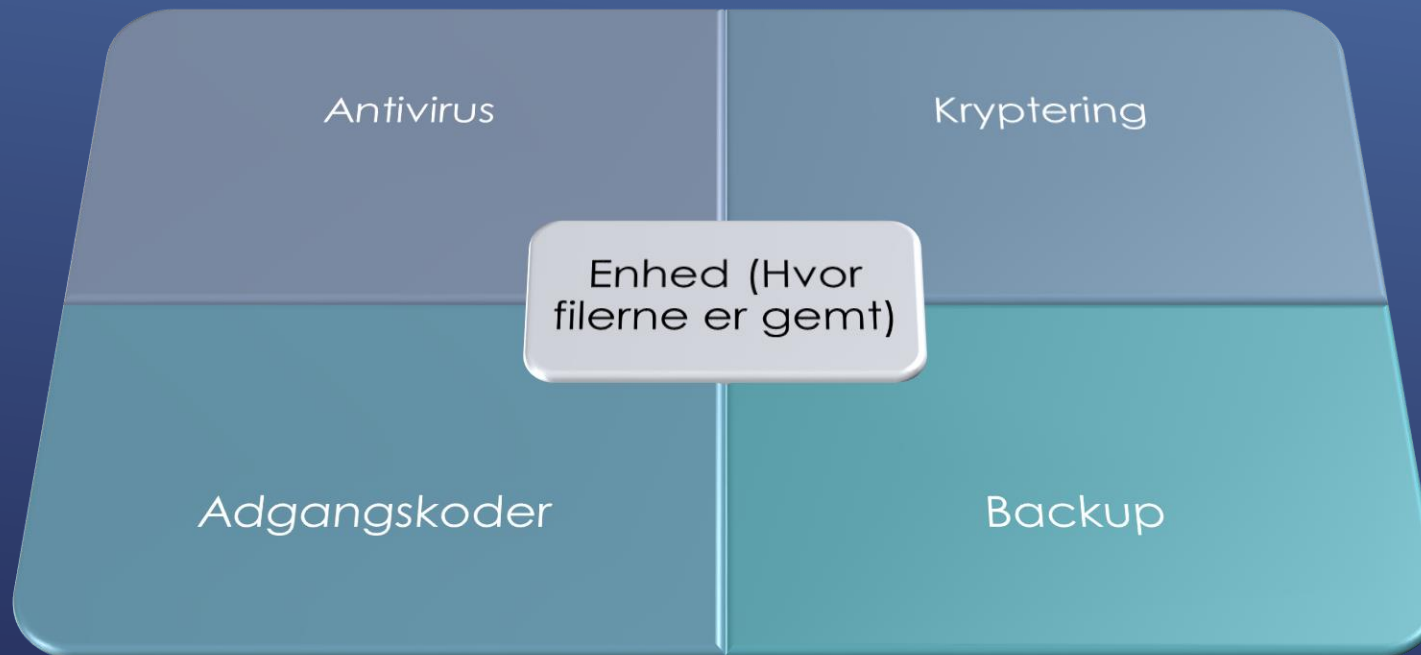 Antivirus
Kryptering
Enhed (Hvor
filerne er gemt)
Adgangskoder
Backup